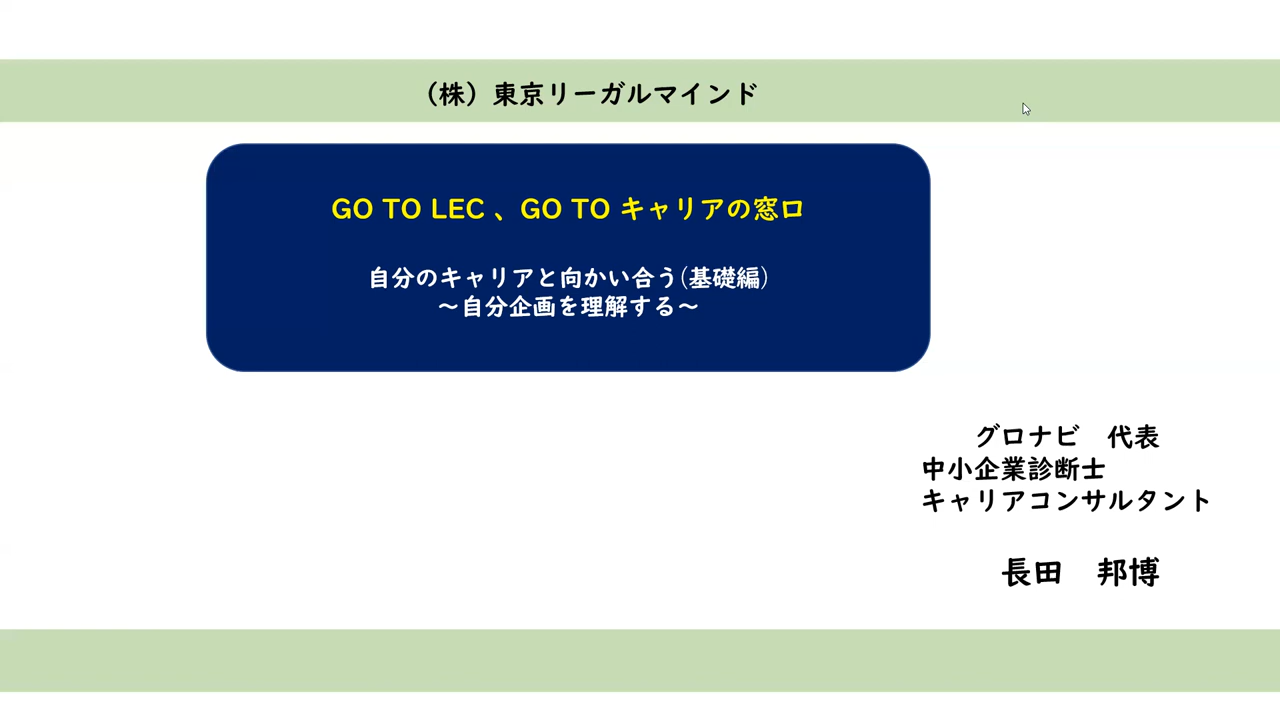 （株）東京リーガルマインド
GO TO LEC 、GO TO キャリアの窓口
自分のキャリアと向かい合う(基礎編)
～自分企画を理解する～
グロナビ　代表
中小企業診断士
キャリアコンサルタント
長田　邦博